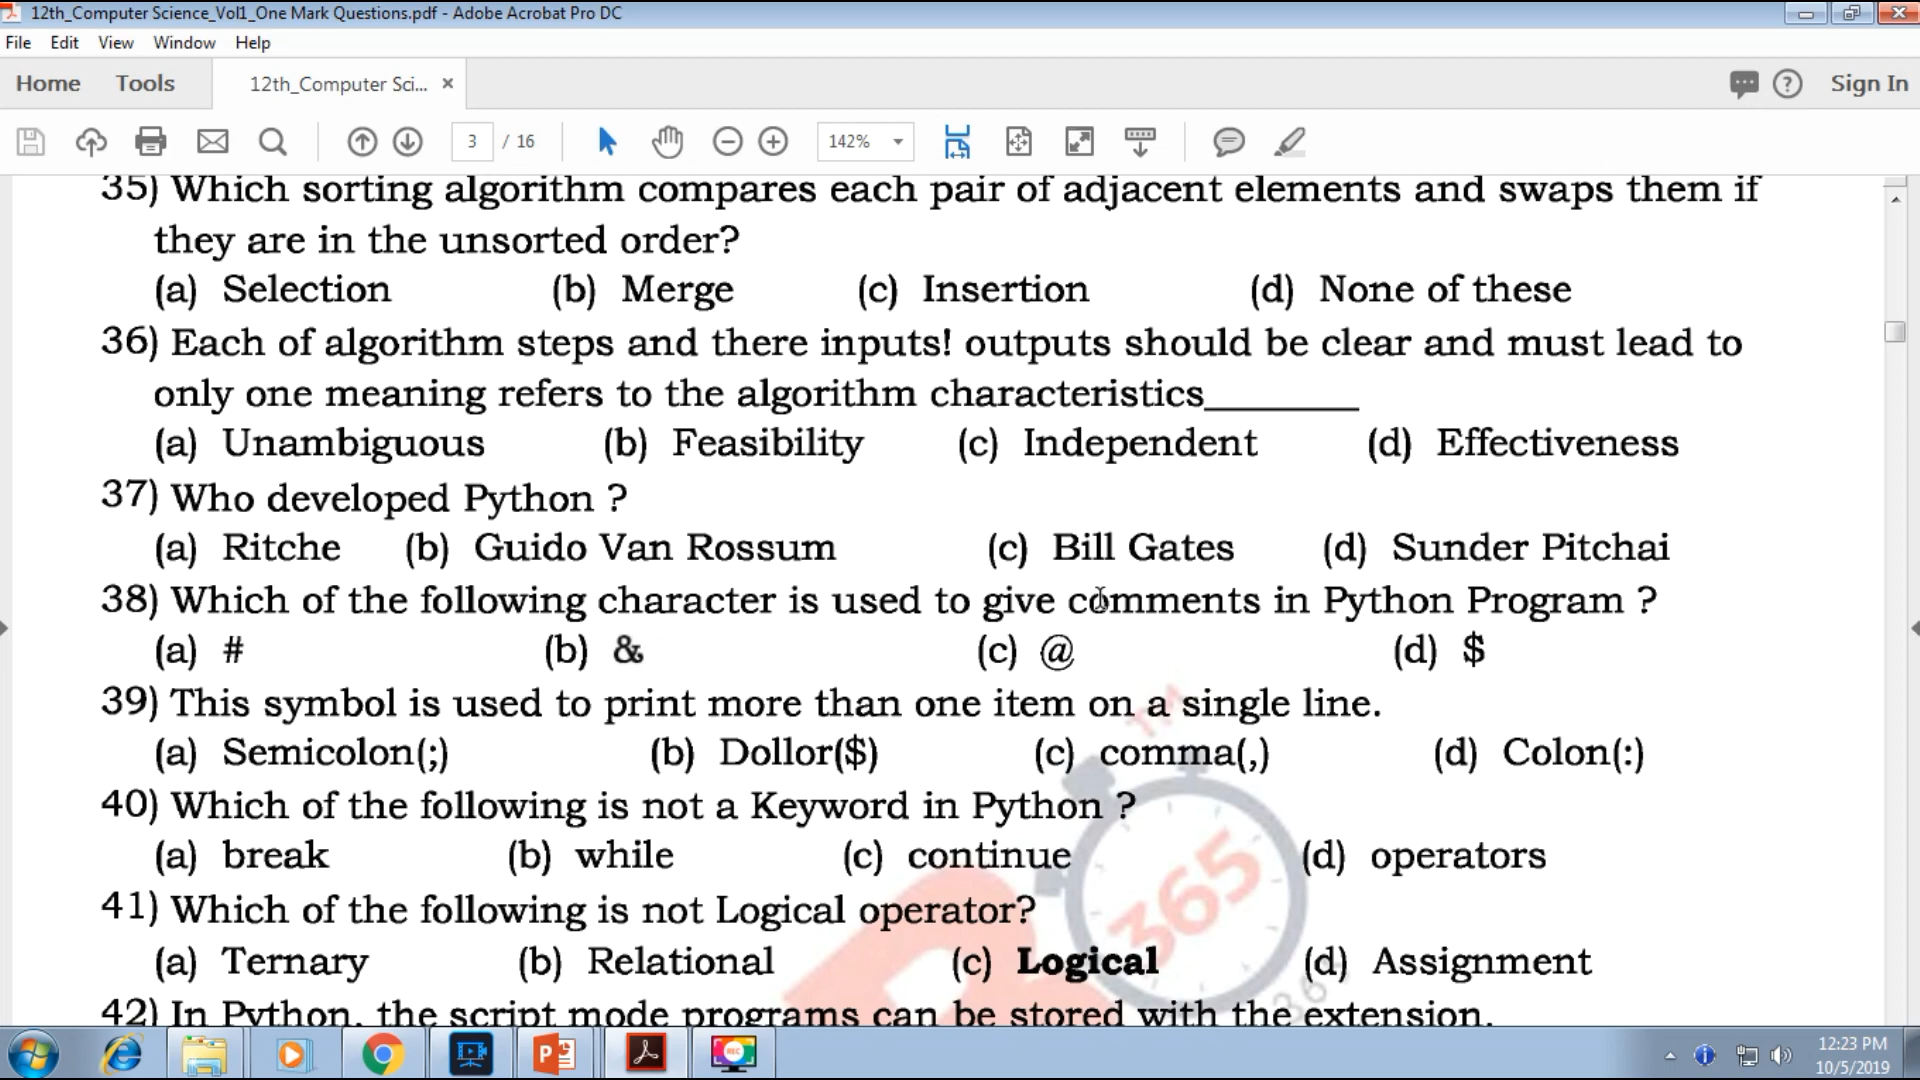 12th_Computer Science_Vol1_One Mark Questions.pdf - Adobe Acrobat Pro DC
File Edit View Window Help
Home Tools 12th_Computer Sci... × Sign In
3 / 16 142%
35) Which sorting algorithm compares each pair of adjacent elements and swaps them if
they are in the unsorted order?
(a) Selection (b) Merge (c) Insertion (d) None of these
36) Each of algorithm steps and there inputs! outputs should be clear and must lead to
only one meaning refers to the algorithm characteristics________
(a) Unambiguous (b) Feasibility (c) Independent (d) Effectiveness
37) Who developed Python ?
(a) Ritche (b) Guido Van Rossum (c) Bill Gates (d) Sunder Pitchai
38) Which of the following character is used to give comments in Python Program ?
(a) # (b) & (c) @ (d) $
39) This symbol is used to print more than one item on a single line.
(a) Semicolon(;) (b) Dollor($) (c) comma(,) (d) Colon(:)
40) Which of the following is not a Keyword in Python ?
(a) break (b) while (c) continue (d) operators
41) Which of the following is not Logical operator?
(a) Ternary (b) Relational (c) Logical (d) Assignment
42) In Python, the script mode programs can be stored with the extension.
TM
365
REC
12:23 PM
10/5/2019